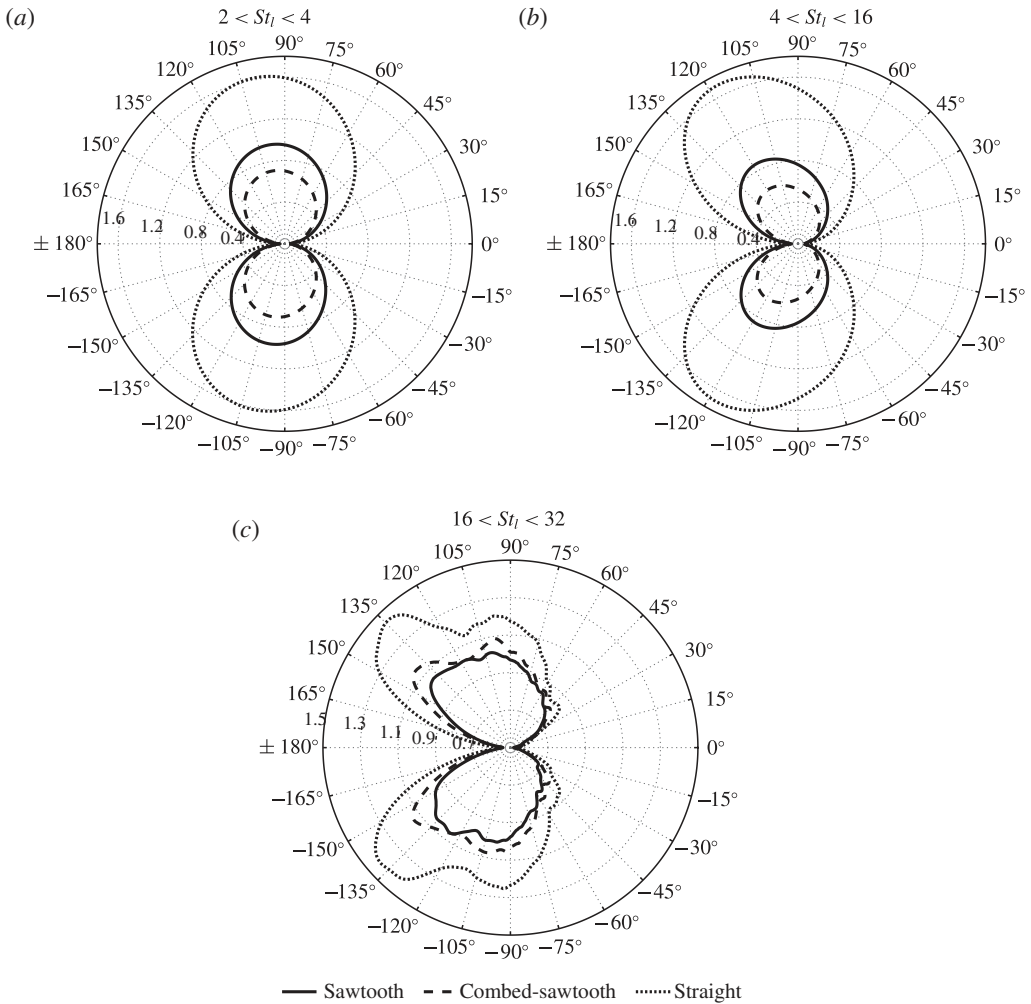 (a)
2 < St_l < 4
90°
105° 75°
120° 60°
135° 45°
150° 30°
165° 15°
1.6 1.2 0.8 0.4
± 180° 0°
−165° −15°
−150° −30°
−135° −45°
−120° −60°
−105° −75°
−90°
(b)
4 < St_l < 16
90°
105° 75°
120° 60°
135° 45°
150° 30°
165° 15°
1.6 1.2 0.8 0.4
± 180° 0°
−165° −15°
−150° −30°
−135° −45°
−120° −60°
−105° −75°
−90°
(c)
16 < St_l < 32
90°
105° 75°
120° 60°
135° 45°
150° 30°
165° 15°
1.5 1.3 1.1 0.9 0.7
± 180° 0°
−165° −15°
−150° −30°
−135° −45°
−120° −60°
−105° −75°
−90°
Sawtooth Combed-sawtooth Straight